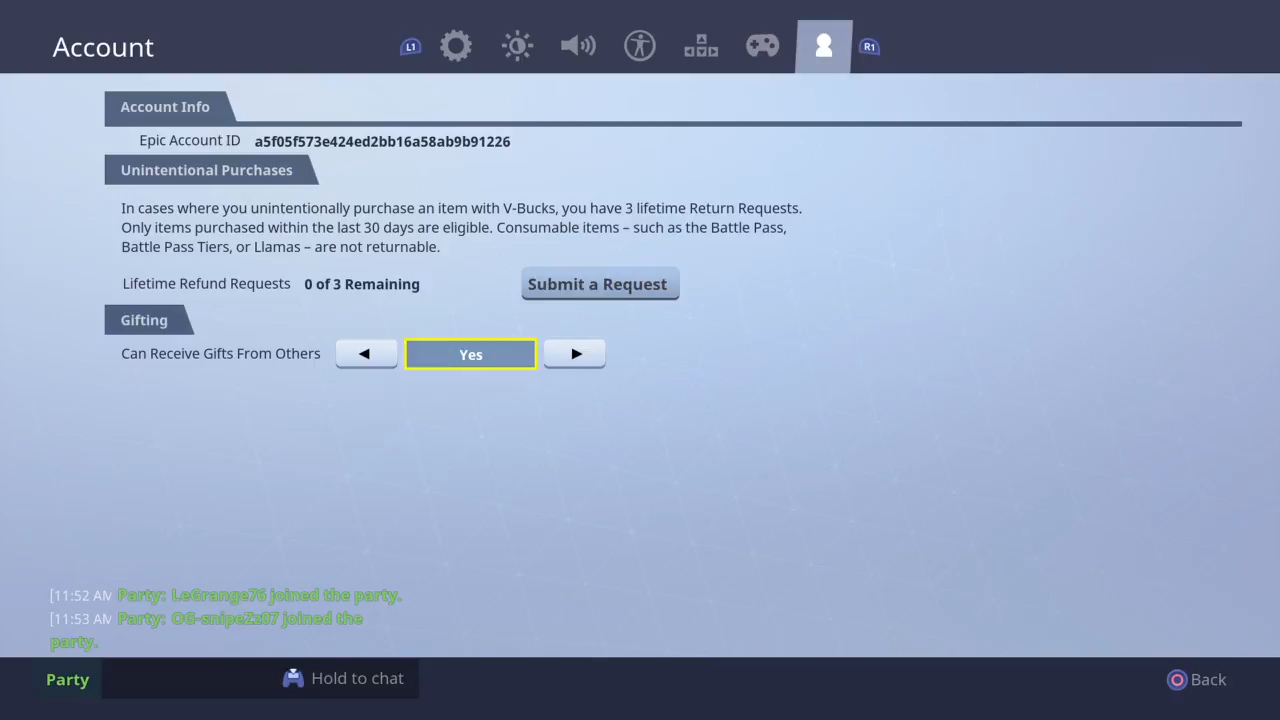 Account
L1
R1
Account Info
Epic Account ID a5f05f573e424ed2bb16a58ab9b91226
Unintentional Purchases
In cases where you unintentionally purchase an item with V-Bucks, you have 3 lifetime Return Requests.
Only items purchased within the last 30 days are eligible. Consumable items – such as the Battle Pass,
Battle Pass Tiers, or Llamas – are not returnable.
Lifetime Refund Requests 0 of 3 Remaining Submit a Request
Gifting
Can Receive Gifts From Others Yes
[11:52 AM Party: LeGrange76 joined the party.
[11:53 AM Party: OG-snipeZz07 joined the
party.
Party Hold to chat Back